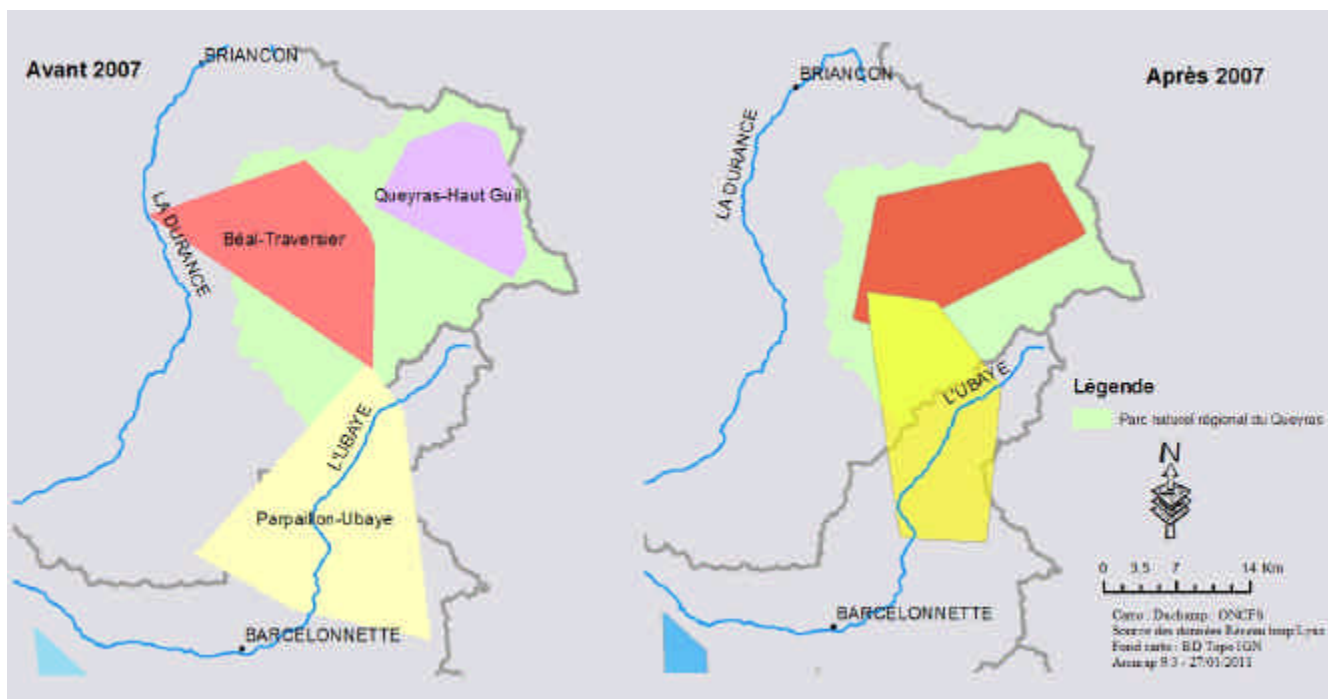 Avant 2007
BRIANCON
LA DURANCE
Béal-Traversier
Queyras-Haut Guil
L'UBAYE
Parpaillon-Ubaye
BARCELONNETTE
Après 2007
BRIANCON
LA DURANCE
L'UBAYE
BARCELONNETTE
Légende
Parc naturel régional du Queyras
N
0 3.5 7 14 Km
Carto : Duchamp : ONCFS
Source des données Réseau loup Lynx
Fond carte : BD Topo IGN
Arcmap 9.3 - 27/01/2011